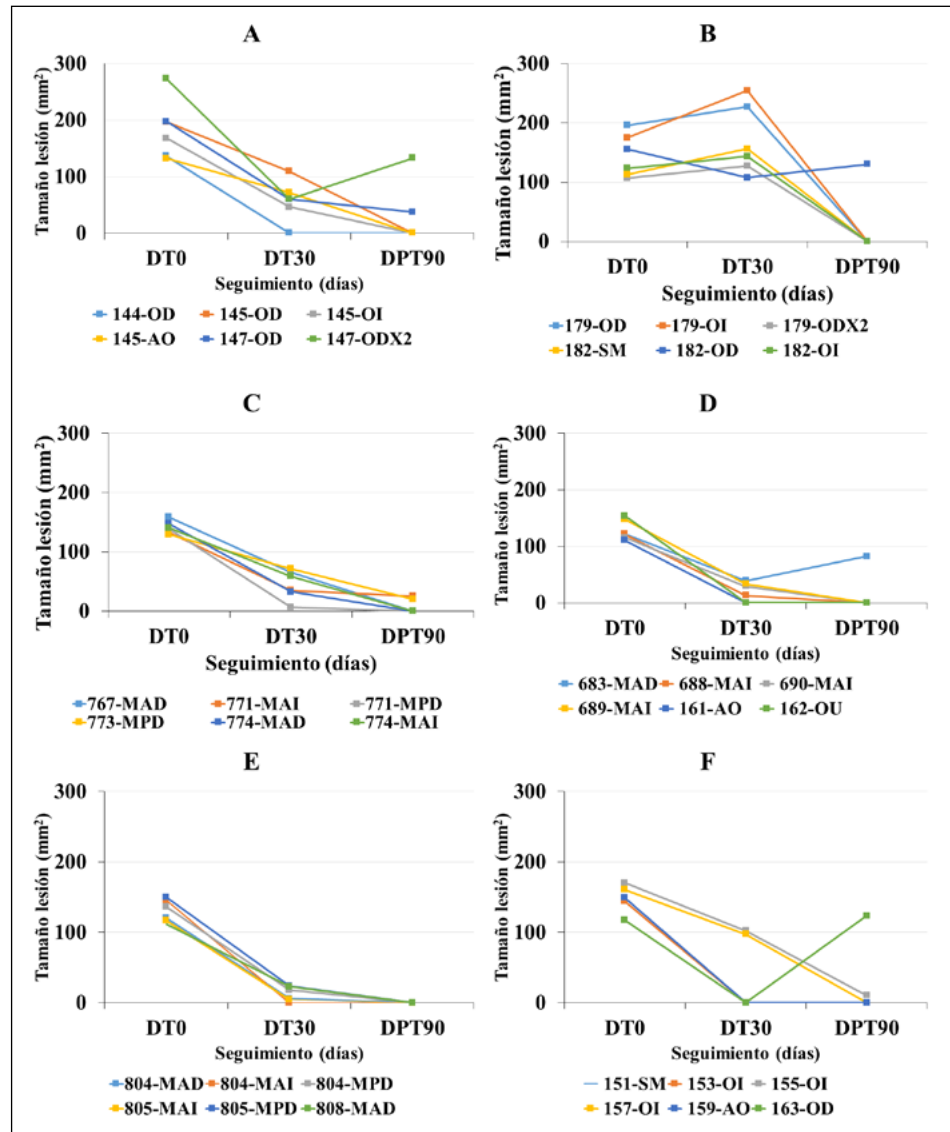 A
Tamaño lesión (mm²)
300
200
100
0
DT0 DT30 DPT90
Seguimiento (días)
144-OD 145-OD 145-OI
145-AO 147-OD 147-ODX2
B
Tamaño lesión (mm²)
300
200
100
0
DT0 DT30 DPT90
Seguimiento (días)
179-OD 179-OI 179-ODX2
182-SM 182-OD 182-OI
C
Tamaño lesión (mm²)
300
200
100
0
DT0 DT30 DPT90
Seguimiento (días)
767-MAD 771-MAI 771-MPD
773-MPD 774-MAD 774-MAI
D
Tamaño lesión (mm²)
300
200
100
0
DT0 DT30 DPT90
Seguimiento (días)
683-MAD 688-MAI 690-MAI
689-MAI 161-AO 162-OU
E
Tamaño lesión (mm²)
300
200
100
0
DT0 DT30 DPT90
Seguimiento (días)
804-MAD 804-MAI 804-MPD
805-MAI 805-MPD 808-MAD
F
Tamaño lesión (mm²)
300
200
100
0
DT0 DT30 DPT90
Seguimiento (días)
151-SM 153-OI 155-OI
157-OI 159-AO 163-OD